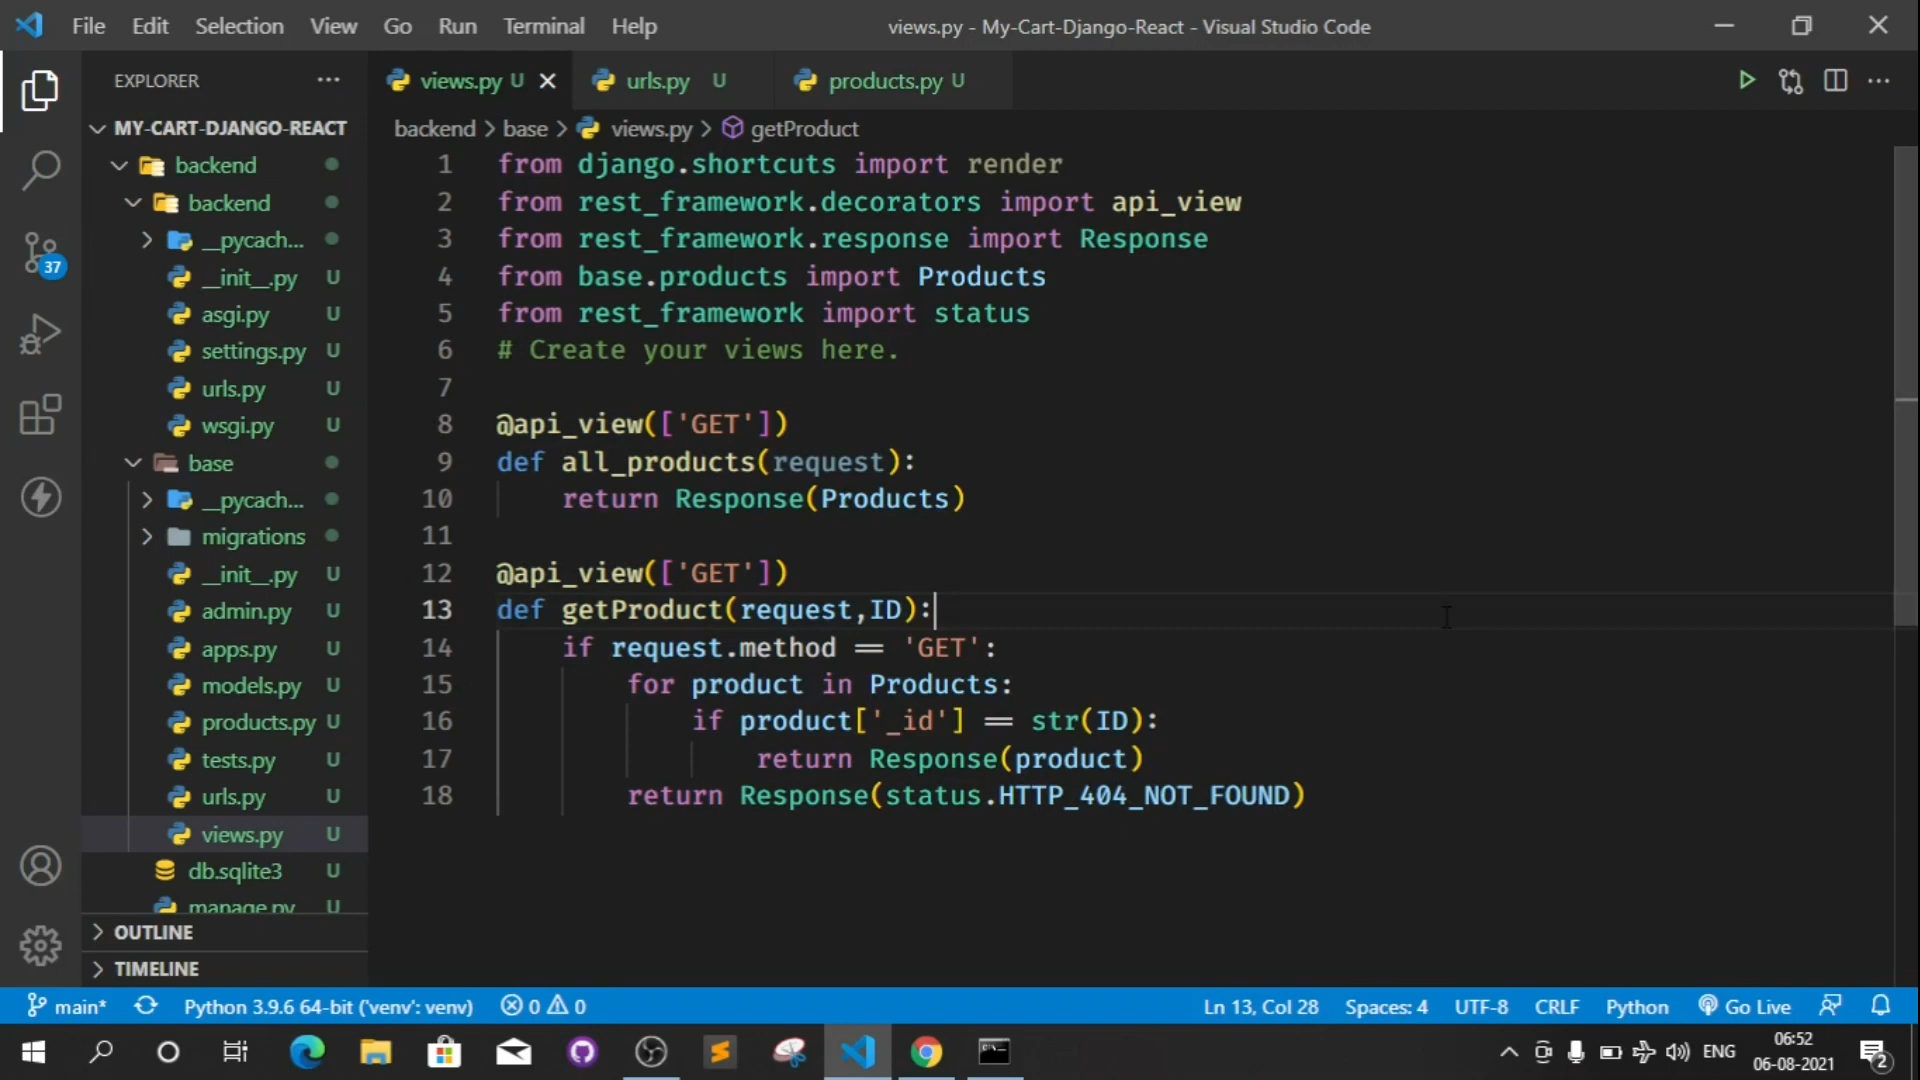 File Edit Selection View Go Run Terminal Help
views.py - My-Cart-Django-React - Visual Studio Code
EXPLORER ···
views.py U
urls.py U
products.py U
MY-CART-DJANGO-REACT
backend > base > views.py > getProduct
backend
backend
__pycach...
__init__.py U
asgi.py U
settings.py U
urls.py U
wsgi.py U
base
__pycach...
migrations
__init__.py U
admin.py U
apps.py U
models.py U
products.py U
tests.py U
urls.py U
views.py U
db.sqlite3 U
manage.py U
OUTLINE
TIMELINE
37
1 from django.shortcuts import render
2 from rest_framework.decorators import api_view
3 from rest_framework.response import Response
4 from base.products import Products
5 from rest_framework import status
6 # Create your views here.
7
8 @api_view(['GET'])
9 def all_products(request):
10     return Response(Products)
11
12 @api_view(['GET'])
13 def getProduct(request,ID):
14     if request.method == 'GET':
15         for product in Products:
16             if product['_id'] == str(ID):
17                 return Response(product)
18         return Response(status.HTTP_404_NOT_FOUND)
main* Python 3.9.6 64-bit ('venv': venv) 0 0 Ln 13, Col 28 Spaces: 4 UTF-8 CRLF Python Go Live
ENG
06:52
06-08-2021
2